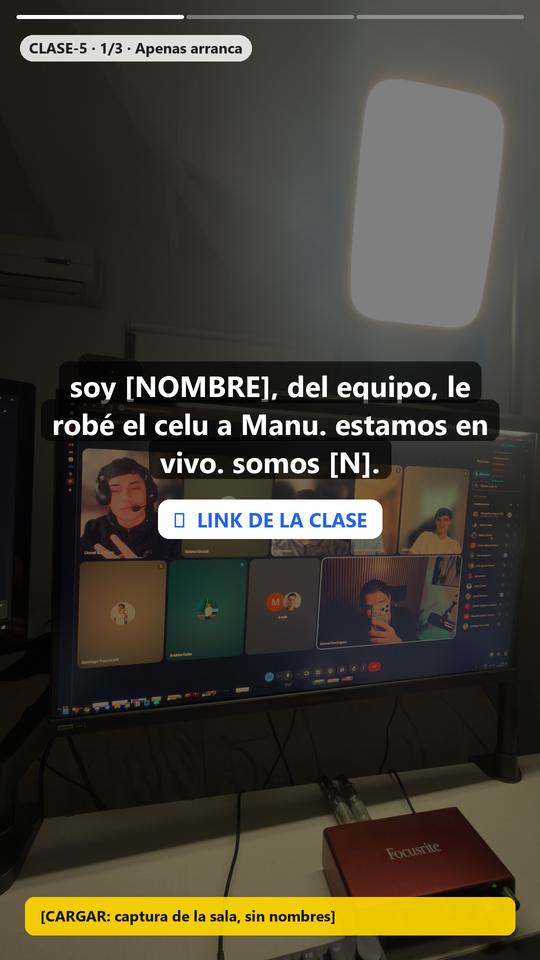 CLASE-5 · 1/3 · Apenas arranca
soy [NOMBRE], del equipo, le
robé el celu a Manu. estamos en
vivo. somos [N].
LINK DE LA CLASE
M
Focusrite
[CARGAR: captura de la sala, sin nombres]